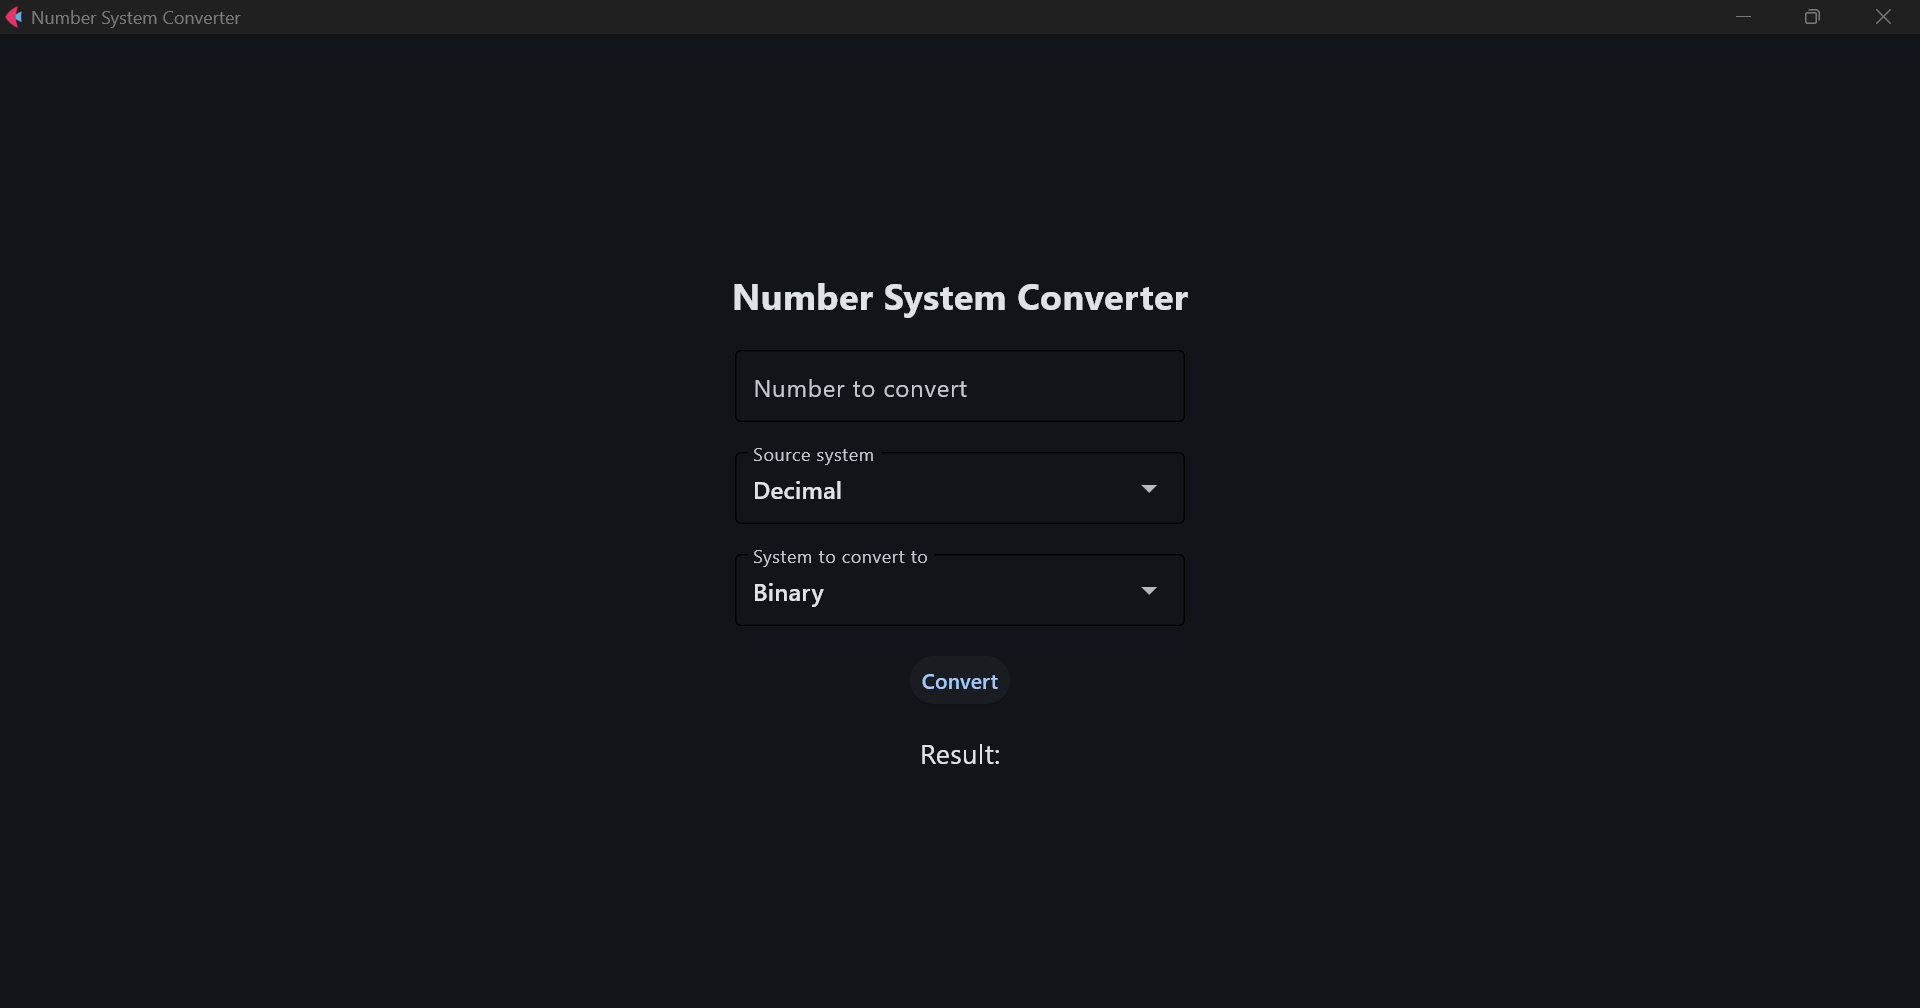 Number System Converter
Number System Converter
Number to convert
Source system
Decimal
System to convert to
Binary
Convert
Result: